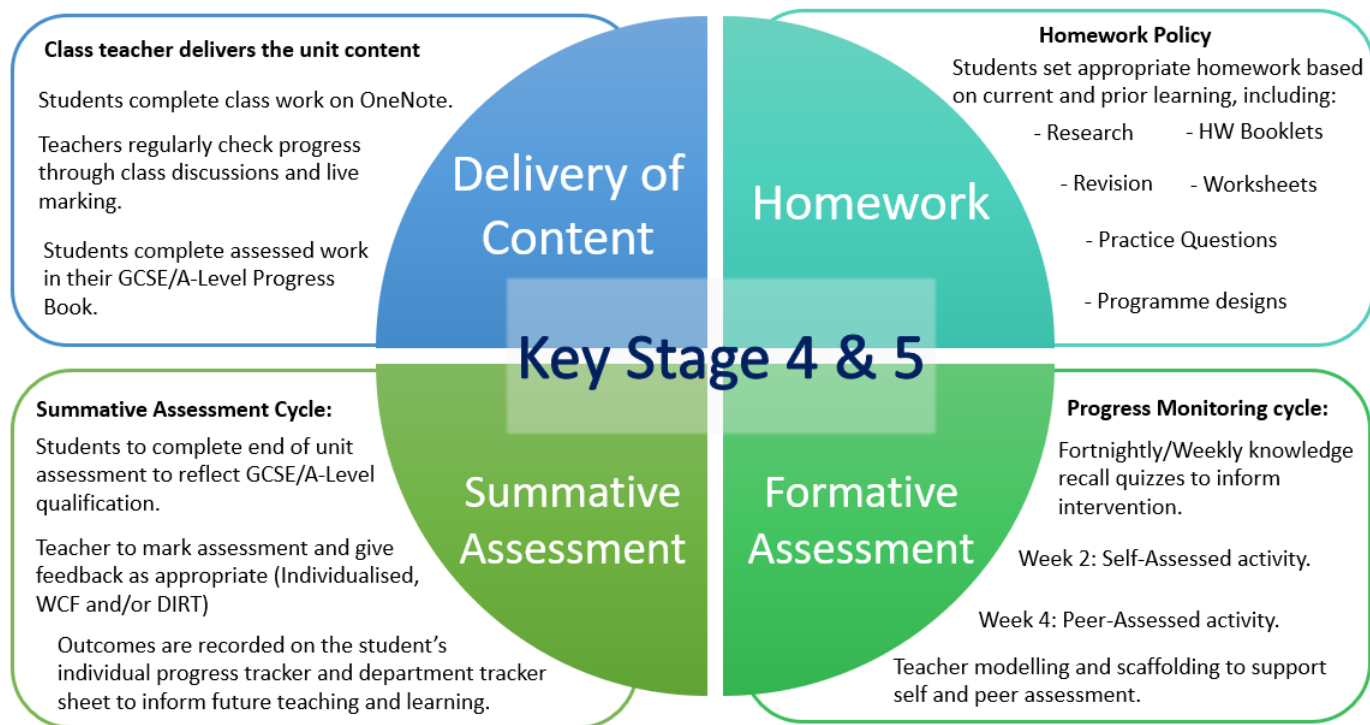 Class teacher delivers the unit content
Students complete class work on OneNote.
Teachers regularly check progress
through class discussions and live
marking.
Students complete assessed work
in their GCSE/A-Level Progress
Book.
Delivery of
Content
Homework
Homework Policy
Students set appropriate homework based
on current and prior learning, including:
- Research - HW Booklets
- Revision - Worksheets
- Practice Questions
- Programme designs
Key Stage 4 & 5
Summative Assessment Cycle:
Students to complete end of unit
assessment to reflect GCSE/A-Level
qualification.
Teacher to mark assessment and give
feedback as appropriate (Individualised,
WCF and/or DIRT)
Outcomes are recorded on the student’s
individual progress tracker and department tracker
sheet to inform future teaching and learning.
Summative
Assessment
Formative
Assessment
Progress Monitoring cycle:
Fortnightly/Weekly knowledge
recall quizzes to inform
intervention.
Week 2: Self-Assessed activity.
Week 4: Peer-Assessed activity.
Teacher modelling and scaffolding to support
self and peer assessment.